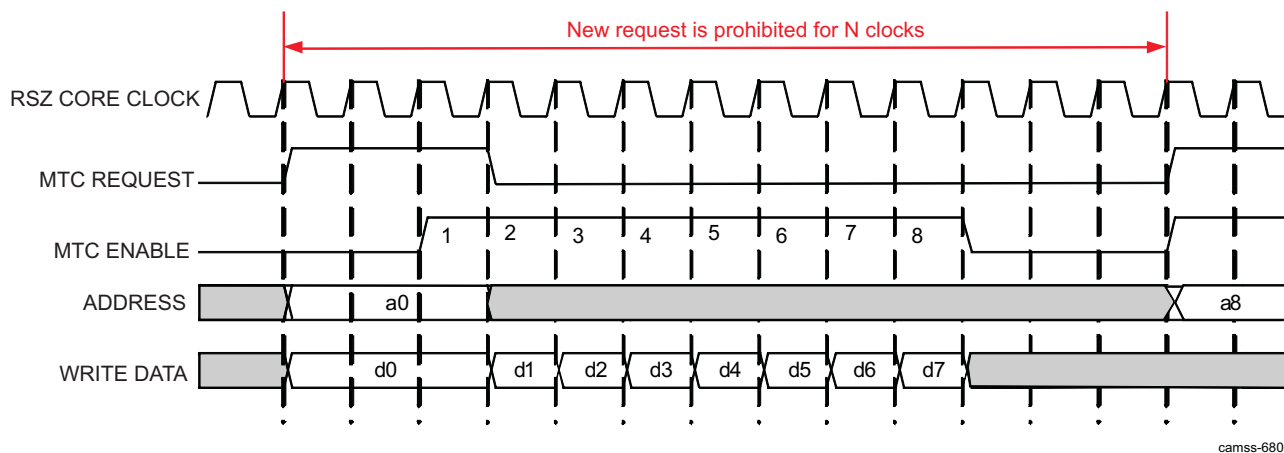 New request is prohibited for N clocks
RSZ CORE CLOCK
MTC REQUEST
MTC ENABLE 1 2 3 4 5 6 7 8
ADDRESS a0 a8
WRITE DATA d0 d1 d2 d3 d4 d5 d6 d7
camss-680